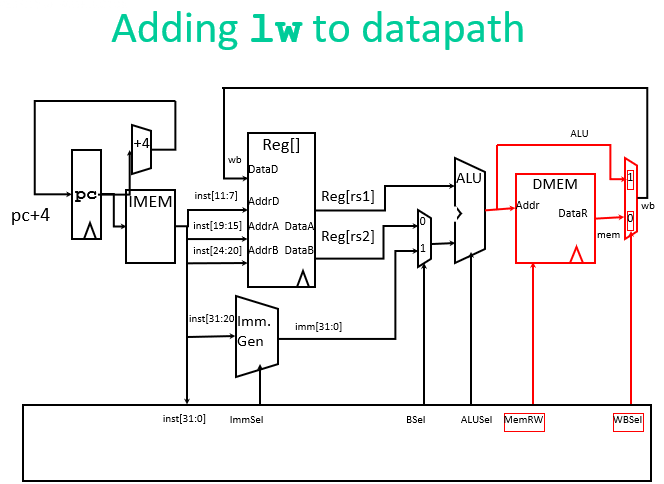 Adding lw to datapath
+4
pc
pc+4
IMEM
wb
inst[11:7]
inst[19:15]
inst[24:20]
inst[31:20
Reg[]
DataD
AddrD
AddrA DataA
AddrB DataB
Reg[rs1]
Reg[rs2]
Imm.
Gen
imm[31:0]
0
1
ALU
ALU
DMEM
Addr
DataR
mem
1
0
wb
inst[31:0] ImmSel BSel ALUSel MemRW WBSel